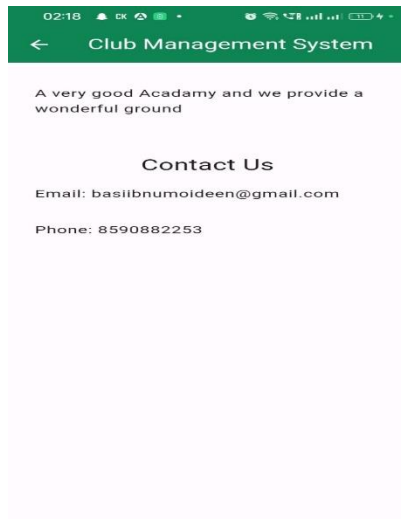 02:18
Club Management System
A very good Acadamy and we provide a
wonderful ground
Contact Us
Email: basiibnumoideen@gmail.com
Phone: 8590882253